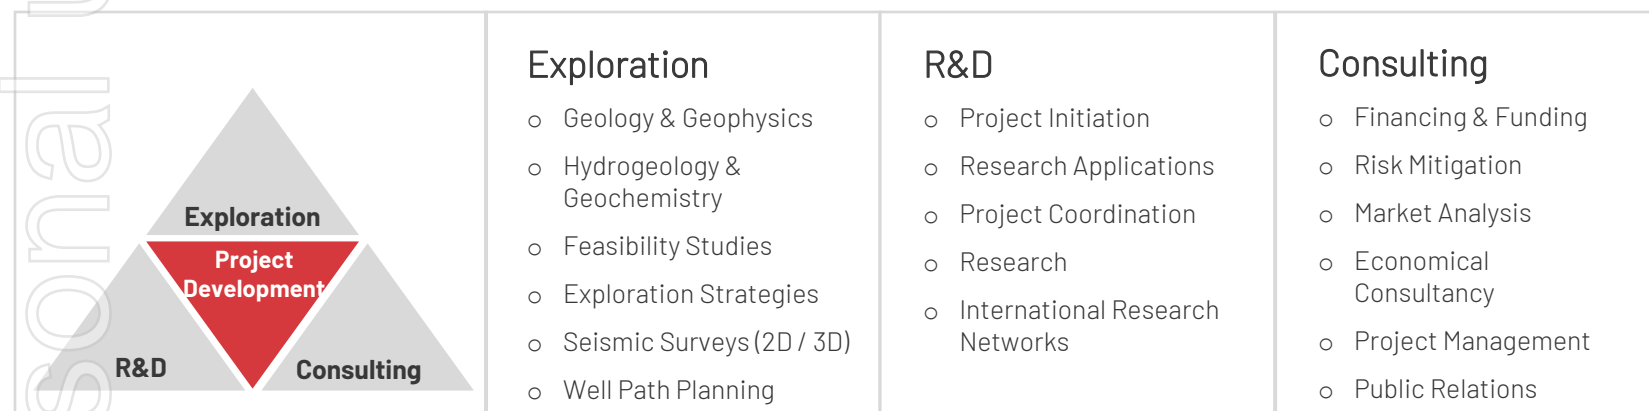 sonal u
Exploration
Project
Development
R&D
Consulting
Exploration
o Geology & Geophysics
o Hydrogeology &
Geochemistry
o Feasibility Studies
o Exploration Strategies
o Seismic Surveys (2D / 3D)
o Well Path Planning
R&D
o Project Initiation
o Research Applications
o Project Coordination
o Research
o International Research
Networks
Consulting
o Financing & Funding
o Risk Mitigation
o Market Analysis
o Economical
Consultancy
o Project Management
o Public Relations